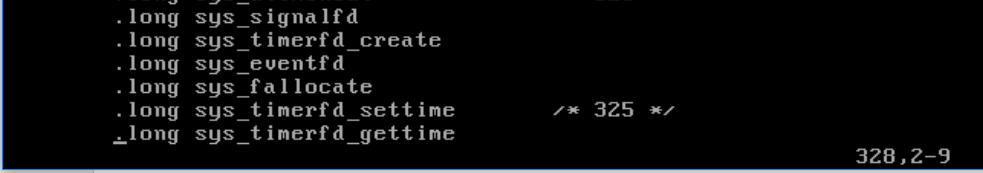 .long sys_signalfd
.long sys_timerfd_create
.long sys_eventfd
.long sys_fallocate
.long sys_timerfd_settime /* 325 */
.long sys_timerfd_gettime
328,2-9